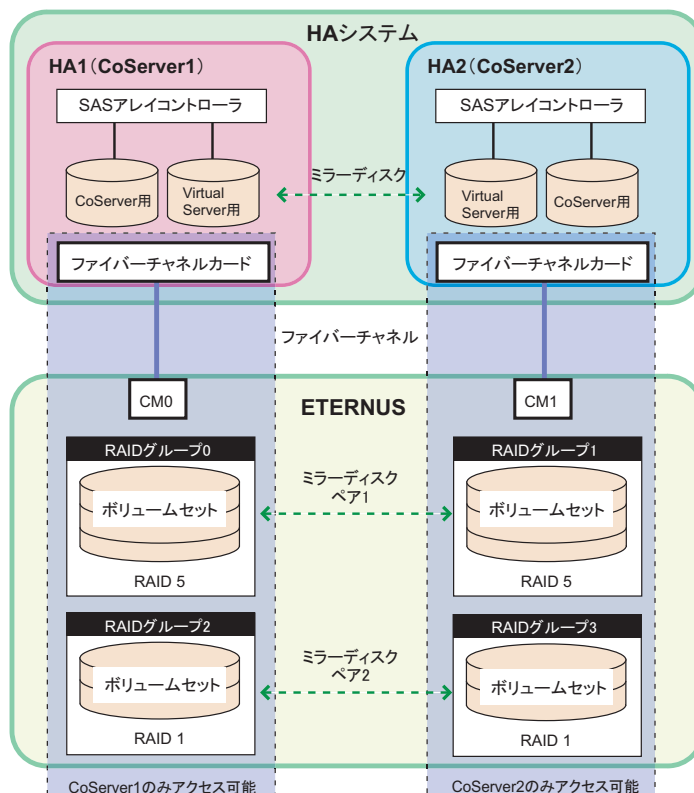 HAシステム
HA1（CoServer1）
HA2（CoServer2）
SASアレイコントローラ
SASアレイコントローラ
CoServer用
Virtual
Server用
ミラーディスク
Virtual
Server用
CoServer用
ファイバーチャネルカード
ファイバーチャネルカード
ファイバーチャネル
CM0
ETERNUS
CM1
RAIDグループ0
ボリュームセット
RAID 5
ミラーディスク
ペア1
RAIDグループ1
ボリュームセット
RAID 5
RAIDグループ2
ボリュームセット
RAID 1
ミラーディスク
ペア2
RAIDグループ3
ボリュームセット
RAID 1
CoServer1のみアクセス可能
CoServer2のみアクセス可能